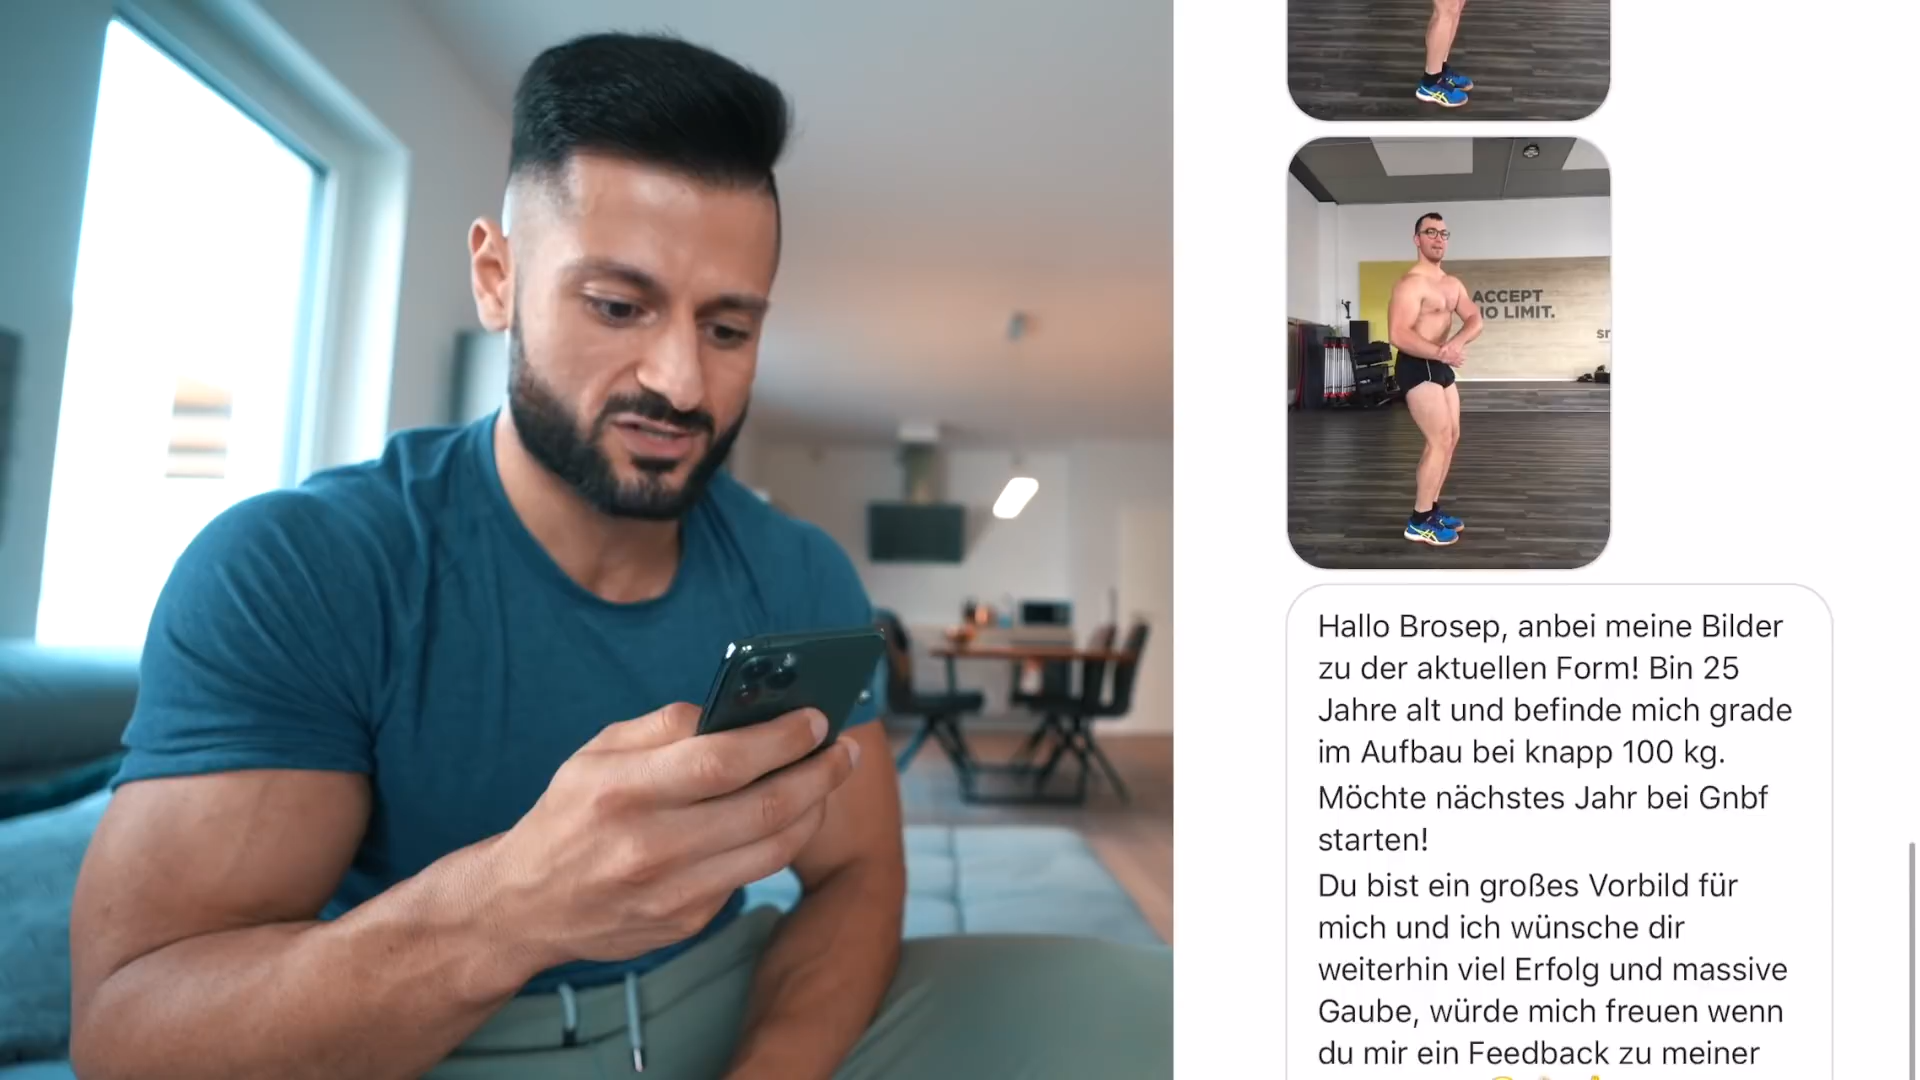 ACCEPT
NO LIMIT.
Hallo Brosep, anbei meine Bilder
zu der aktuellen Form! Bin 25
Jahre alt und befinde mich grade
im Aufbau bei knapp 100 kg.
Möchte nächstes Jahr bei Gnbf
starten!
Du bist ein großes Vorbild für
mich und ich wünsche dir
weiterhin viel Erfolg und massive
Gaube, würde mich freuen wenn
du mir ein Feedback zu meiner